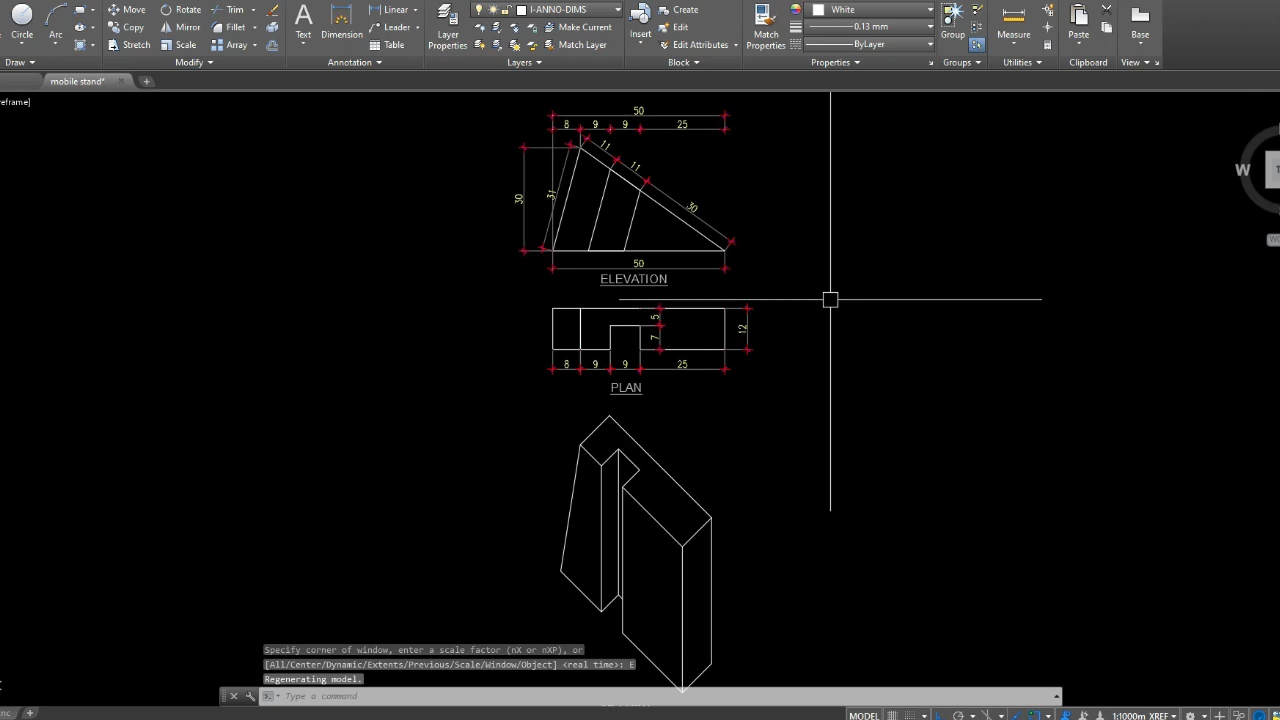 Circle Arc Move Rotate Trim Copy Mirror Fillet Stretch Scale Array Text Dimension Linear Leader Table Layer Properties I-ANNO-DIMS Make Current Match Layer Insert Create Edit Edit Attributes Match Properties White 0.13 mm ByLayer Group Measure Paste Base
Draw Modify Annotation Layers Block Properties Groups Utilities Clipboard View
mobile stand*
eframe]
W
50
8 9 9 25
11
11
30
31
30
50
ELEVATION
5
7
12
8 9 9 25
PLAN
Specify corner of window, enter a scale factor (nX or nXP), or
[All/Center/Dynamic/Extents/Previous/Scale/Window/Object] <real time>: E
Regenerating model.
Type a command
MODEL 1:1000m XREF